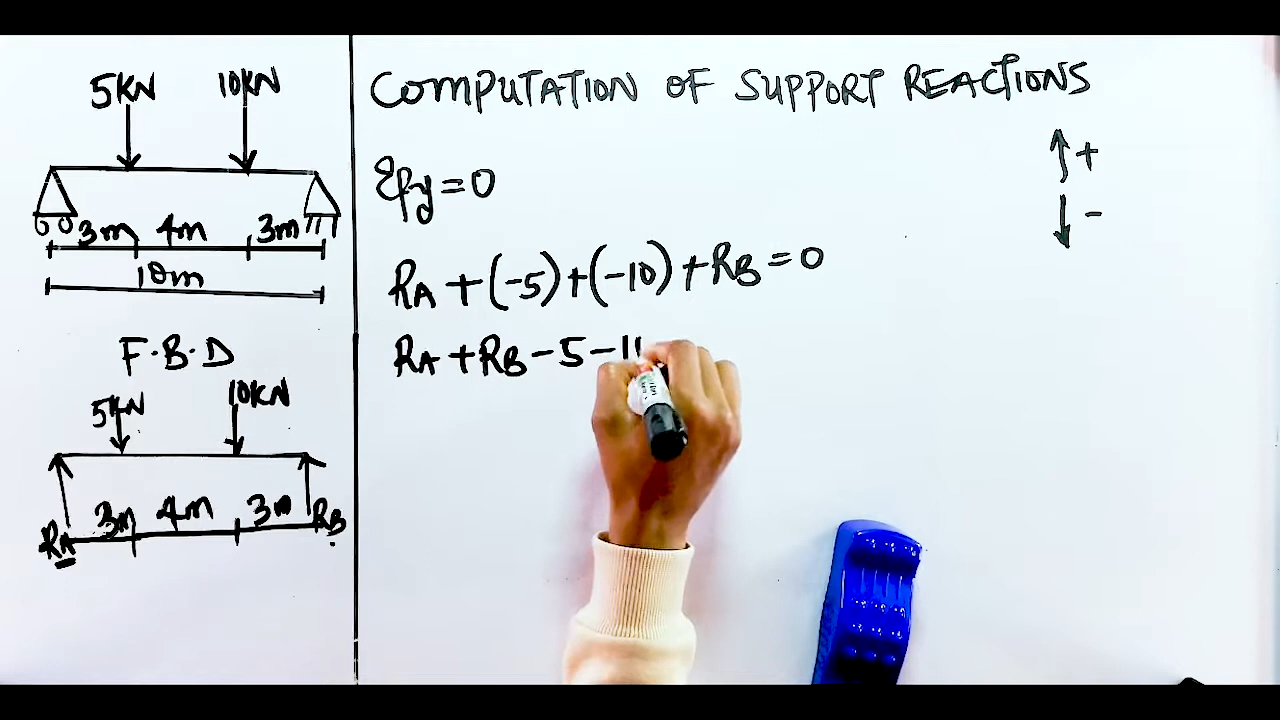 5KN 10KN
3m 4m 3m
10m
F.B.D
5KN 10KN
3m 4m 3m
RA RB
COMPUTATION OF SUPPORT REACTIONS
+
-
Σfy=0
RA+(-5)+(-10)+RB=0
RA+RB-5-1